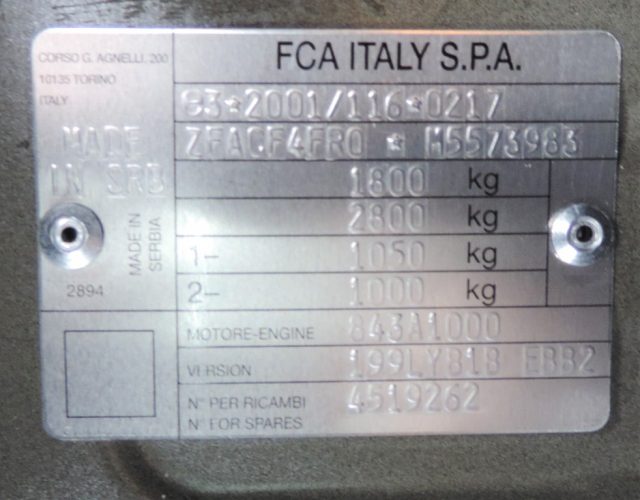 CORSO G. AGNELLI. 200
10135 TORINO
ITALY
FCA ITALY S.P.A.
83*2001/116*0217
MADE
IN SRB
ZFACF4FR0 * M5573983
1800 kg
2800 kg
1- 1050 kg
2- 1000 kg
MADE IN
SERBIA
2894
MOTORE-ENGINE 843A1000
VERSION 199LYB1B EBB2
N° PER RICAMBI 4519262
N° FOR SPARES